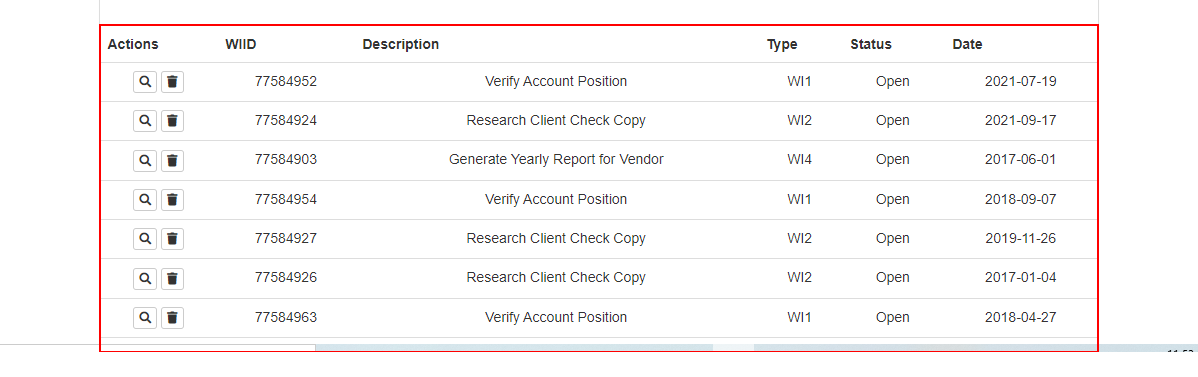 Actions WIID Description Type Status Date
77584952 Verify Account Position WI1 Open 2021-07-19
77584924 Research Client Check Copy WI2 Open 2021-09-17
77584903 Generate Yearly Report for Vendor WI4 Open 2017-06-01
77584954 Verify Account Position WI1 Open 2018-09-07
77584927 Research Client Check Copy WI2 Open 2019-11-26
77584926 Research Client Check Copy WI2 Open 2017-01-04
77584963 Verify Account Position WI1 Open 2018-04-27